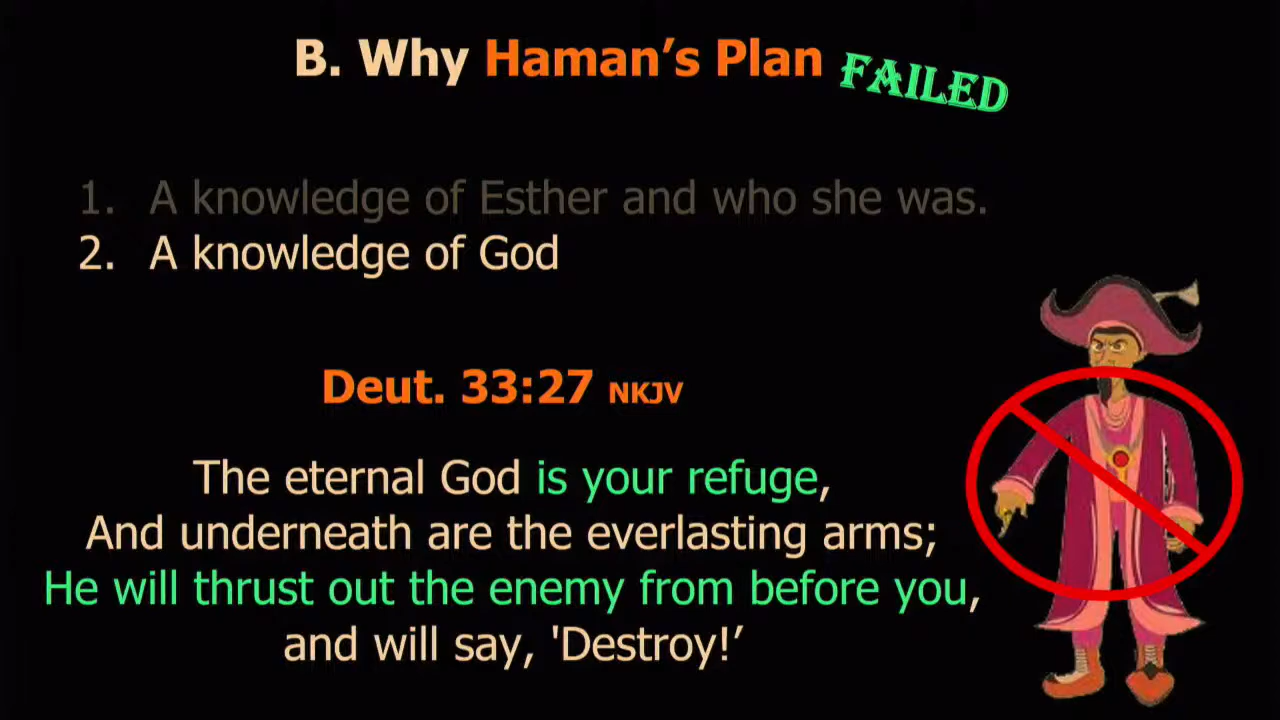 B. Why Haman’s Plan FAILED
1. A knowledge of Esther and who she was.
2. A knowledge of God
Deut. 33:27 NKJV
The eternal God is your refuge,
And underneath are the everlasting arms;
He will thrust out the enemy from before you,
and will say, 'Destroy!’